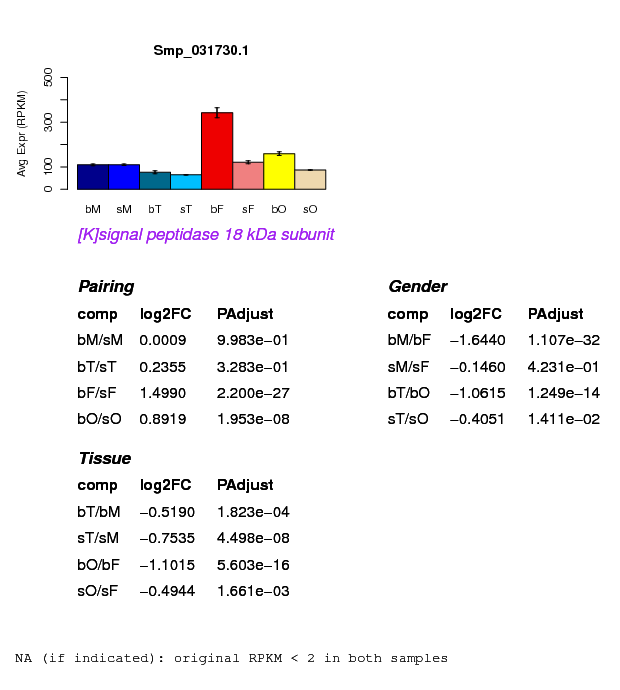 Smp_031730.1
Avg Expr (RPKM)
500
300
100
0
bM sM bT sT bF sF bO sO
[K]signal peptidase 18 kDa subunit
Pairing
comp log2FC PAdjust
bM/sM 0.0009 9.983e−01
bT/sT 0.2355 3.283e−01
bF/sF 1.4990 2.200e−27
bO/sO 0.8919 1.953e−08
Gender
comp log2FC PAdjust
bM/bF −1.6440 1.107e−32
sM/sF −0.1460 4.231e−01
bT/bO −1.0615 1.249e−14
sT/sO −0.4051 1.411e−02
Tissue
comp log2FC PAdjust
bT/bM −0.5190 1.823e−04
sT/sM −0.7535 4.498e−08
bO/bF −1.1015 5.603e−16
sO/sF −0.4944 1.661e−03
NA (if indicated): original RPKM < 2 in both samples